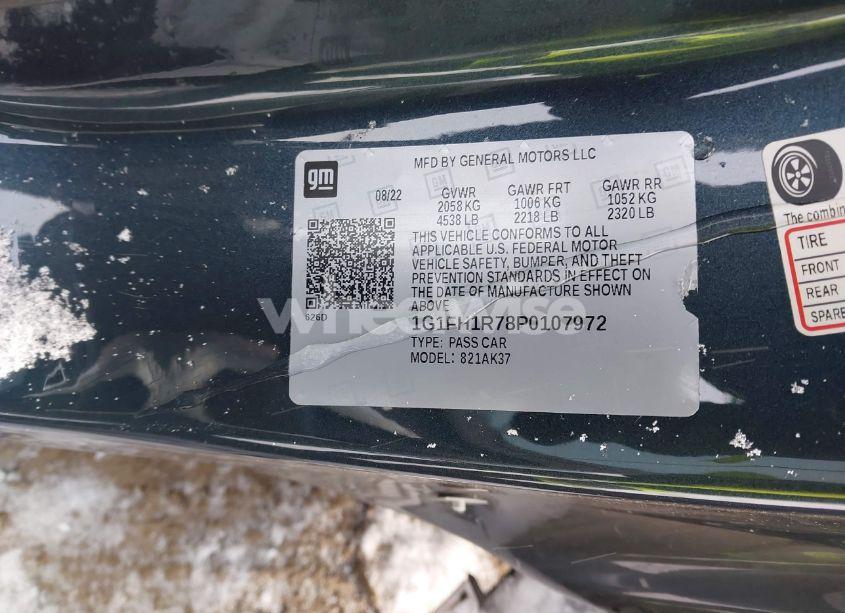 MFD BY GENERAL MOTORS LLC
gm
08/22
GVWR
2058 KG
4538 LB
GAWR FRT
1006 KG
2218 LB
GAWR RR
1052 KG
2320 LB
THIS VEHICLE CONFORMS TO ALL
APPLICABLE U.S. FEDERAL MOTOR
VEHICLE SAFETY, BUMPER, AND THEFT
PREVENTION STANDARDS IN EFFECT ON
THE DATE OF MANUFACTURE SHOWN
ABOVE
626D
1G1FH1R78P0107972
TYPE: PASS CAR
MODEL: 821AK37
The combin
TIRE
FRONT
REAR
SPARE